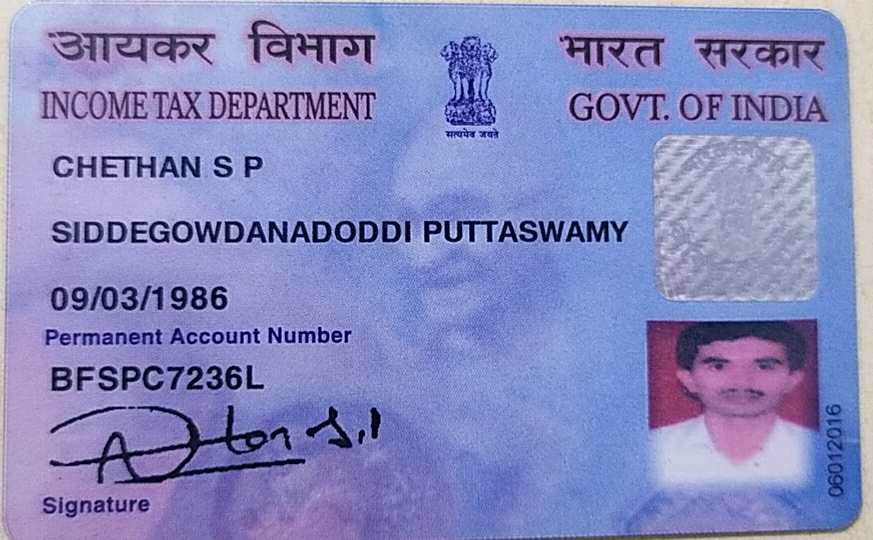 आयकर विभाग
INCOME TAX DEPARTMENT
सत्यमेव जयते
भारत सरकार
GOVT. OF INDIA
CHETHAN S P
SIDDEGOWDANADODDI PUTTASWAMY
09/03/1986
Permanent Account Number
BFSPC7236L
Signature
06012016